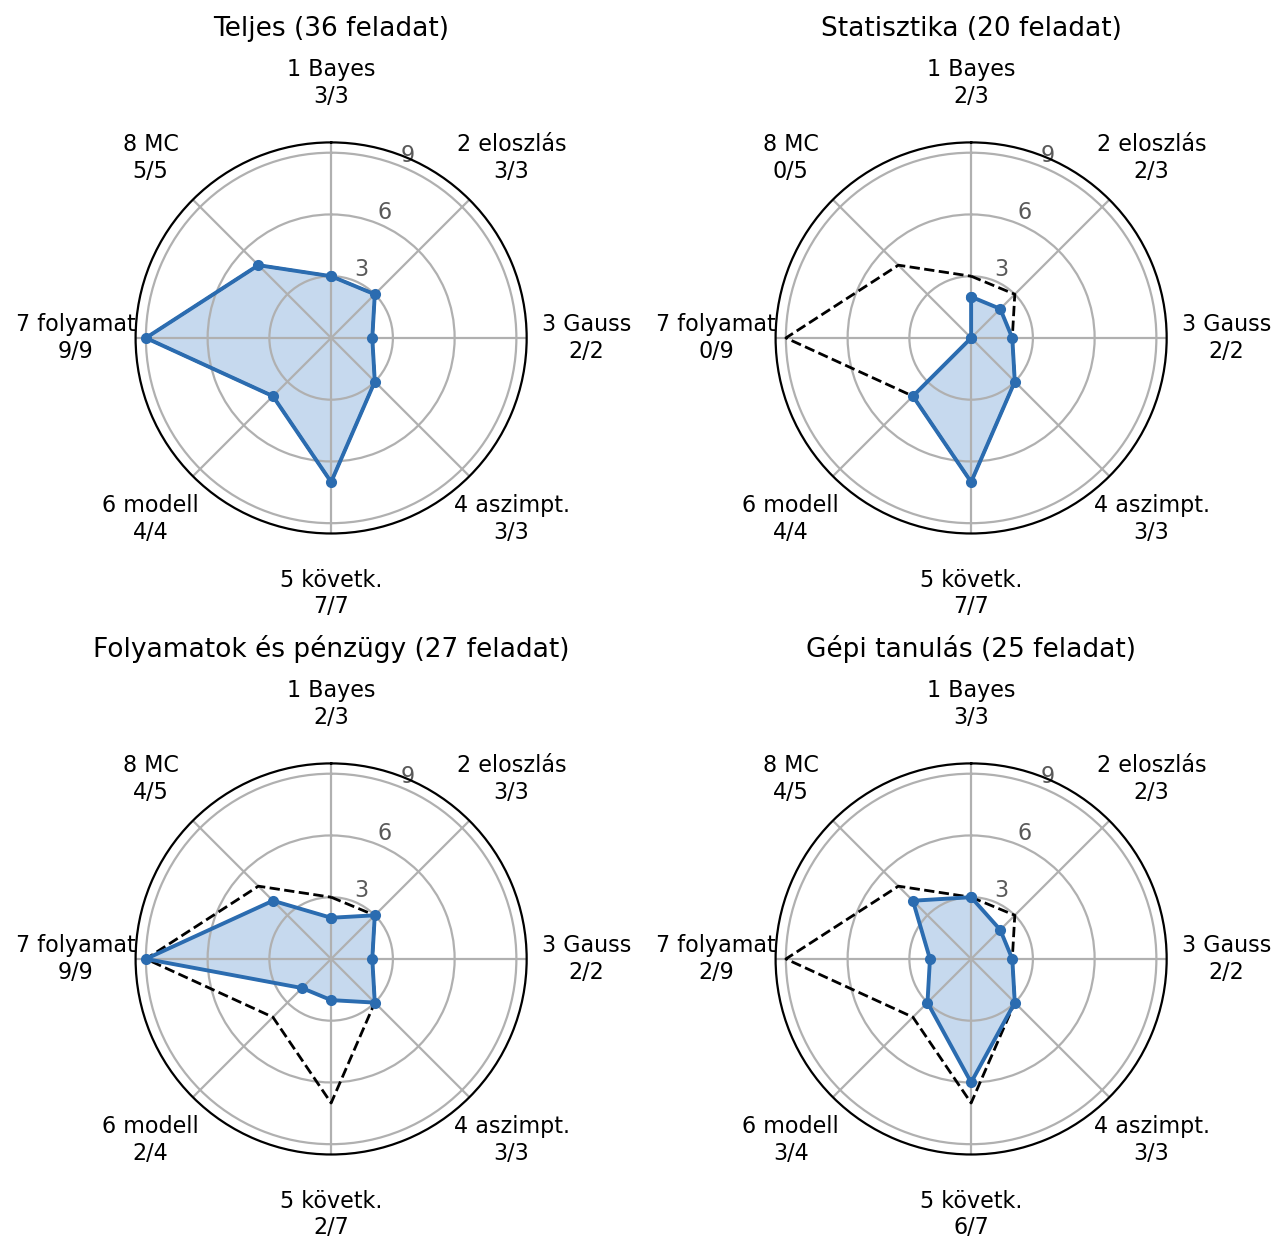 Teljes (36 feladat)
1 Bayes
3/3
8 MC
5/5
2 eloszlás
3/3
9
6
3
7 folyamat
9/9
3 Gauss
2/2
6 modell
4/4
4 aszimpt.
3/3
5 követk.
7/7
Statisztika (20 feladat)
1 Bayes
2/3
8 MC
0/5
2 eloszlás
2/3
9
6
3
7 folyamat
0/9
3 Gauss
2/2
6 modell
4/4
4 aszimpt.
3/3
5 követk.
7/7
Folyamatok és pénzügy (27 feladat)
1 Bayes
2/3
8 MC
4/5
2 eloszlás
3/3
9
6
3
7 folyamat
9/9
3 Gauss
2/2
6 modell
2/4
4 aszimpt.
3/3
5 követk.
2/7
Gépi tanulás (25 feladat)
1 Bayes
3/3
8 MC
4/5
2 eloszlás
2/3
9
6
3
7 folyamat
2/9
3 Gauss
2/2
6 modell
3/4
4 aszimpt.
3/3
5 követk.
6/7